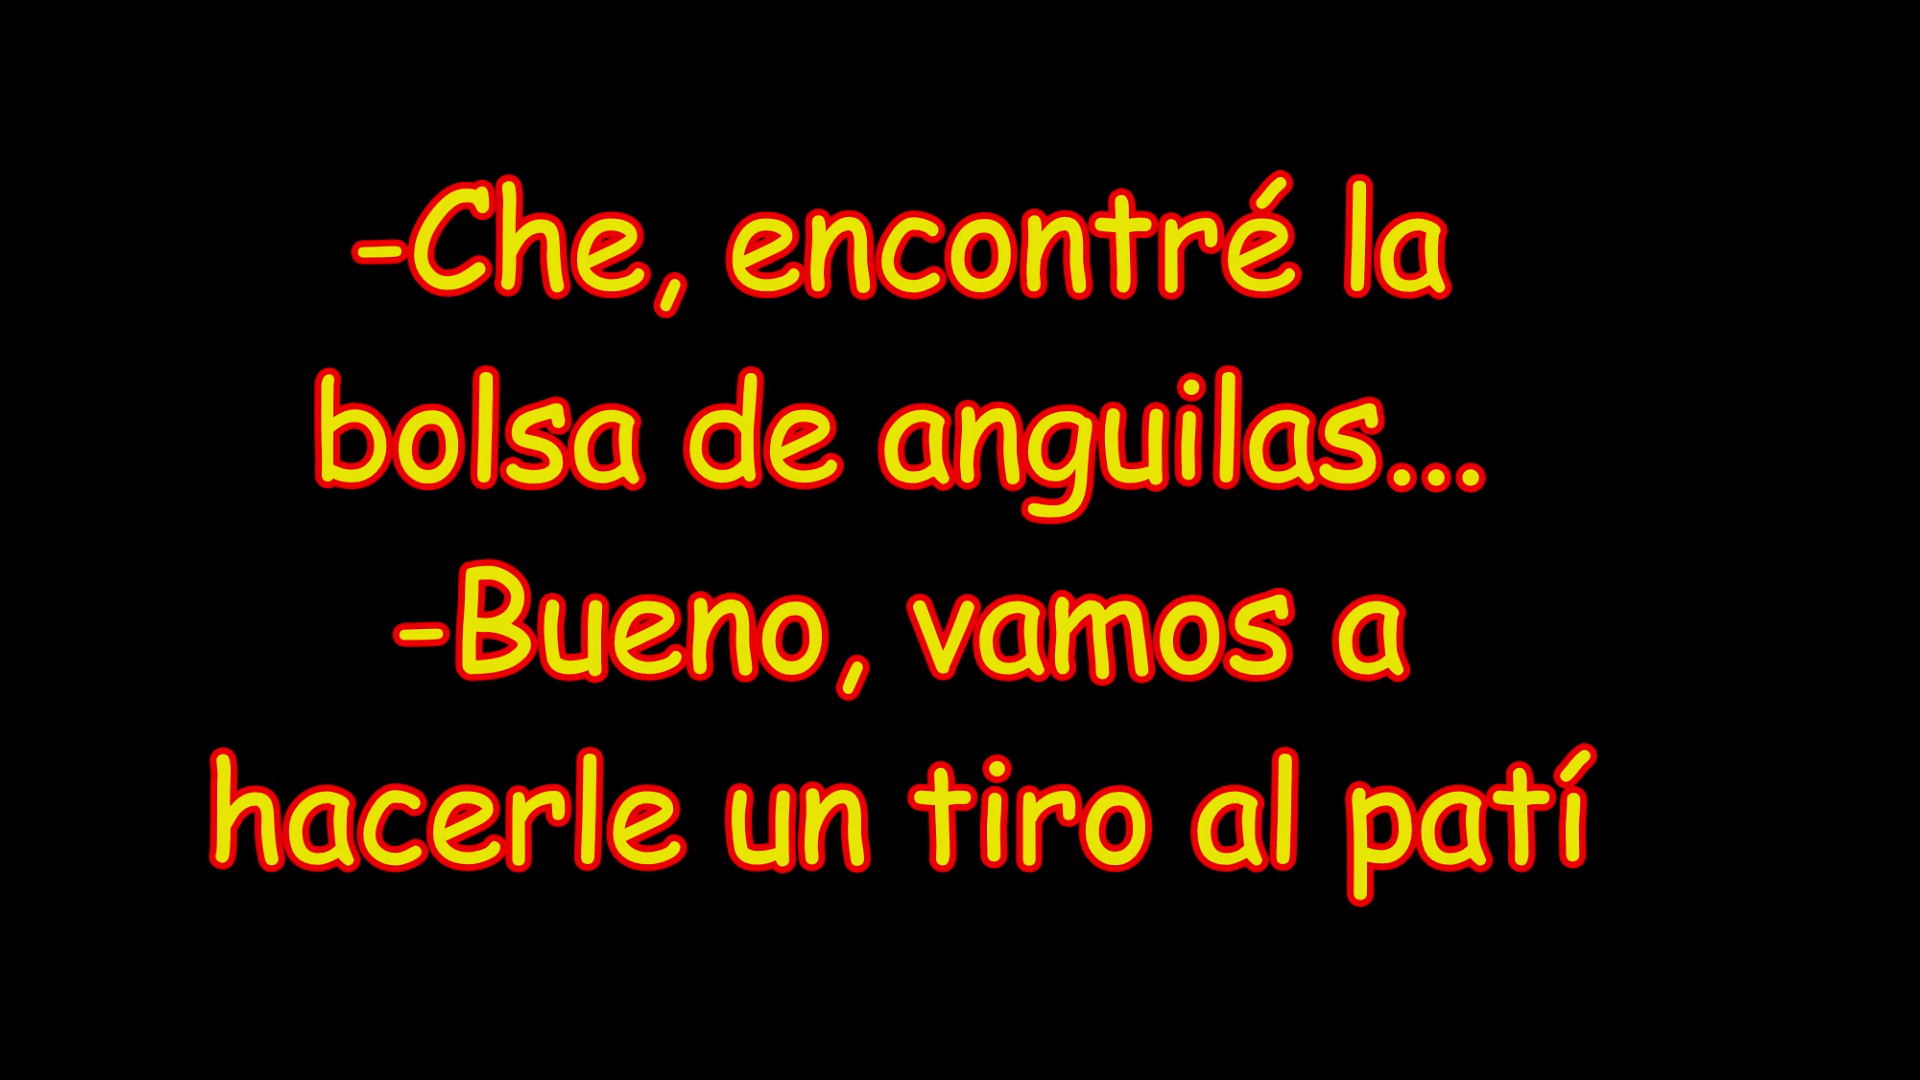 -Che, encontré la
bolsa de anguilas...
-Bueno, vamos a
hacerle un tiro al patí